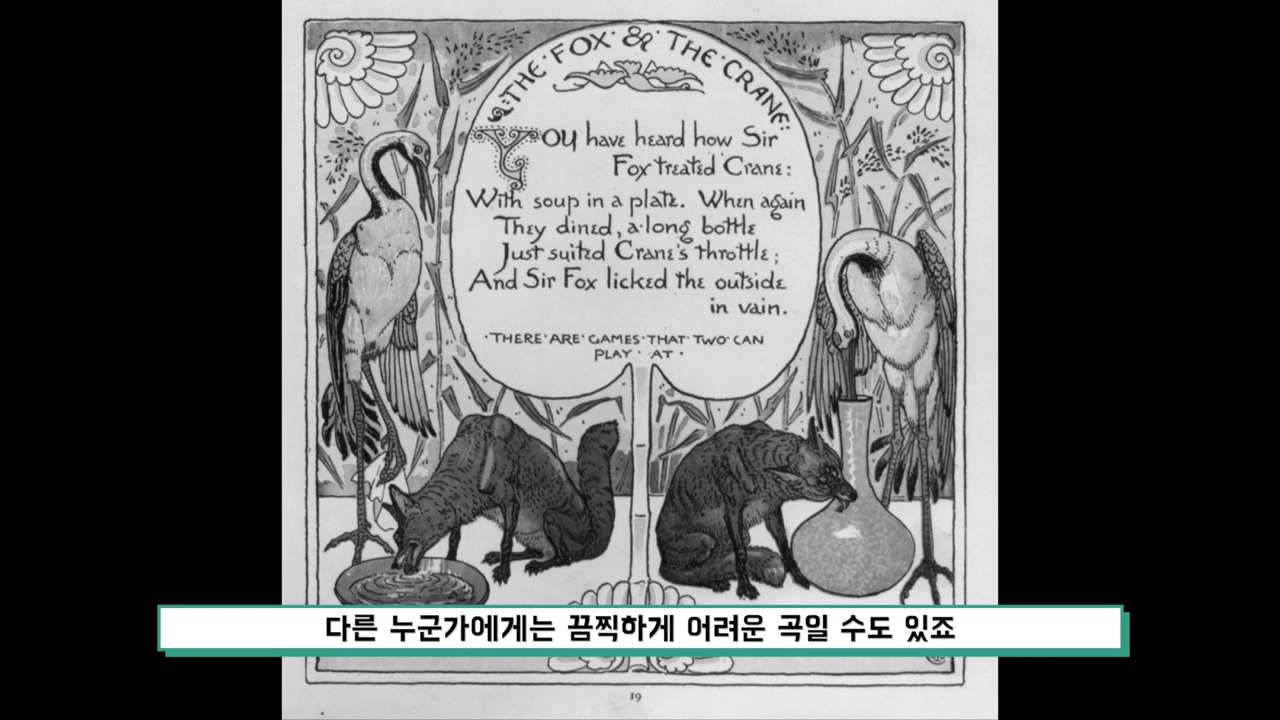 THE FOX & THE CRANE:
You have heard how Sir
Fox treated Crane:
With soup in a plate. When again
They dined, a long bottle
Just suited Crane's throttle;
And Sir Fox licked the outside
in vain.
·THERE·ARE·GAMES·THAT·TWO·CAN
PLAY·AT·
다른 누군가에게는 끔찍하게 어려운 곡일 수도 있죠
19